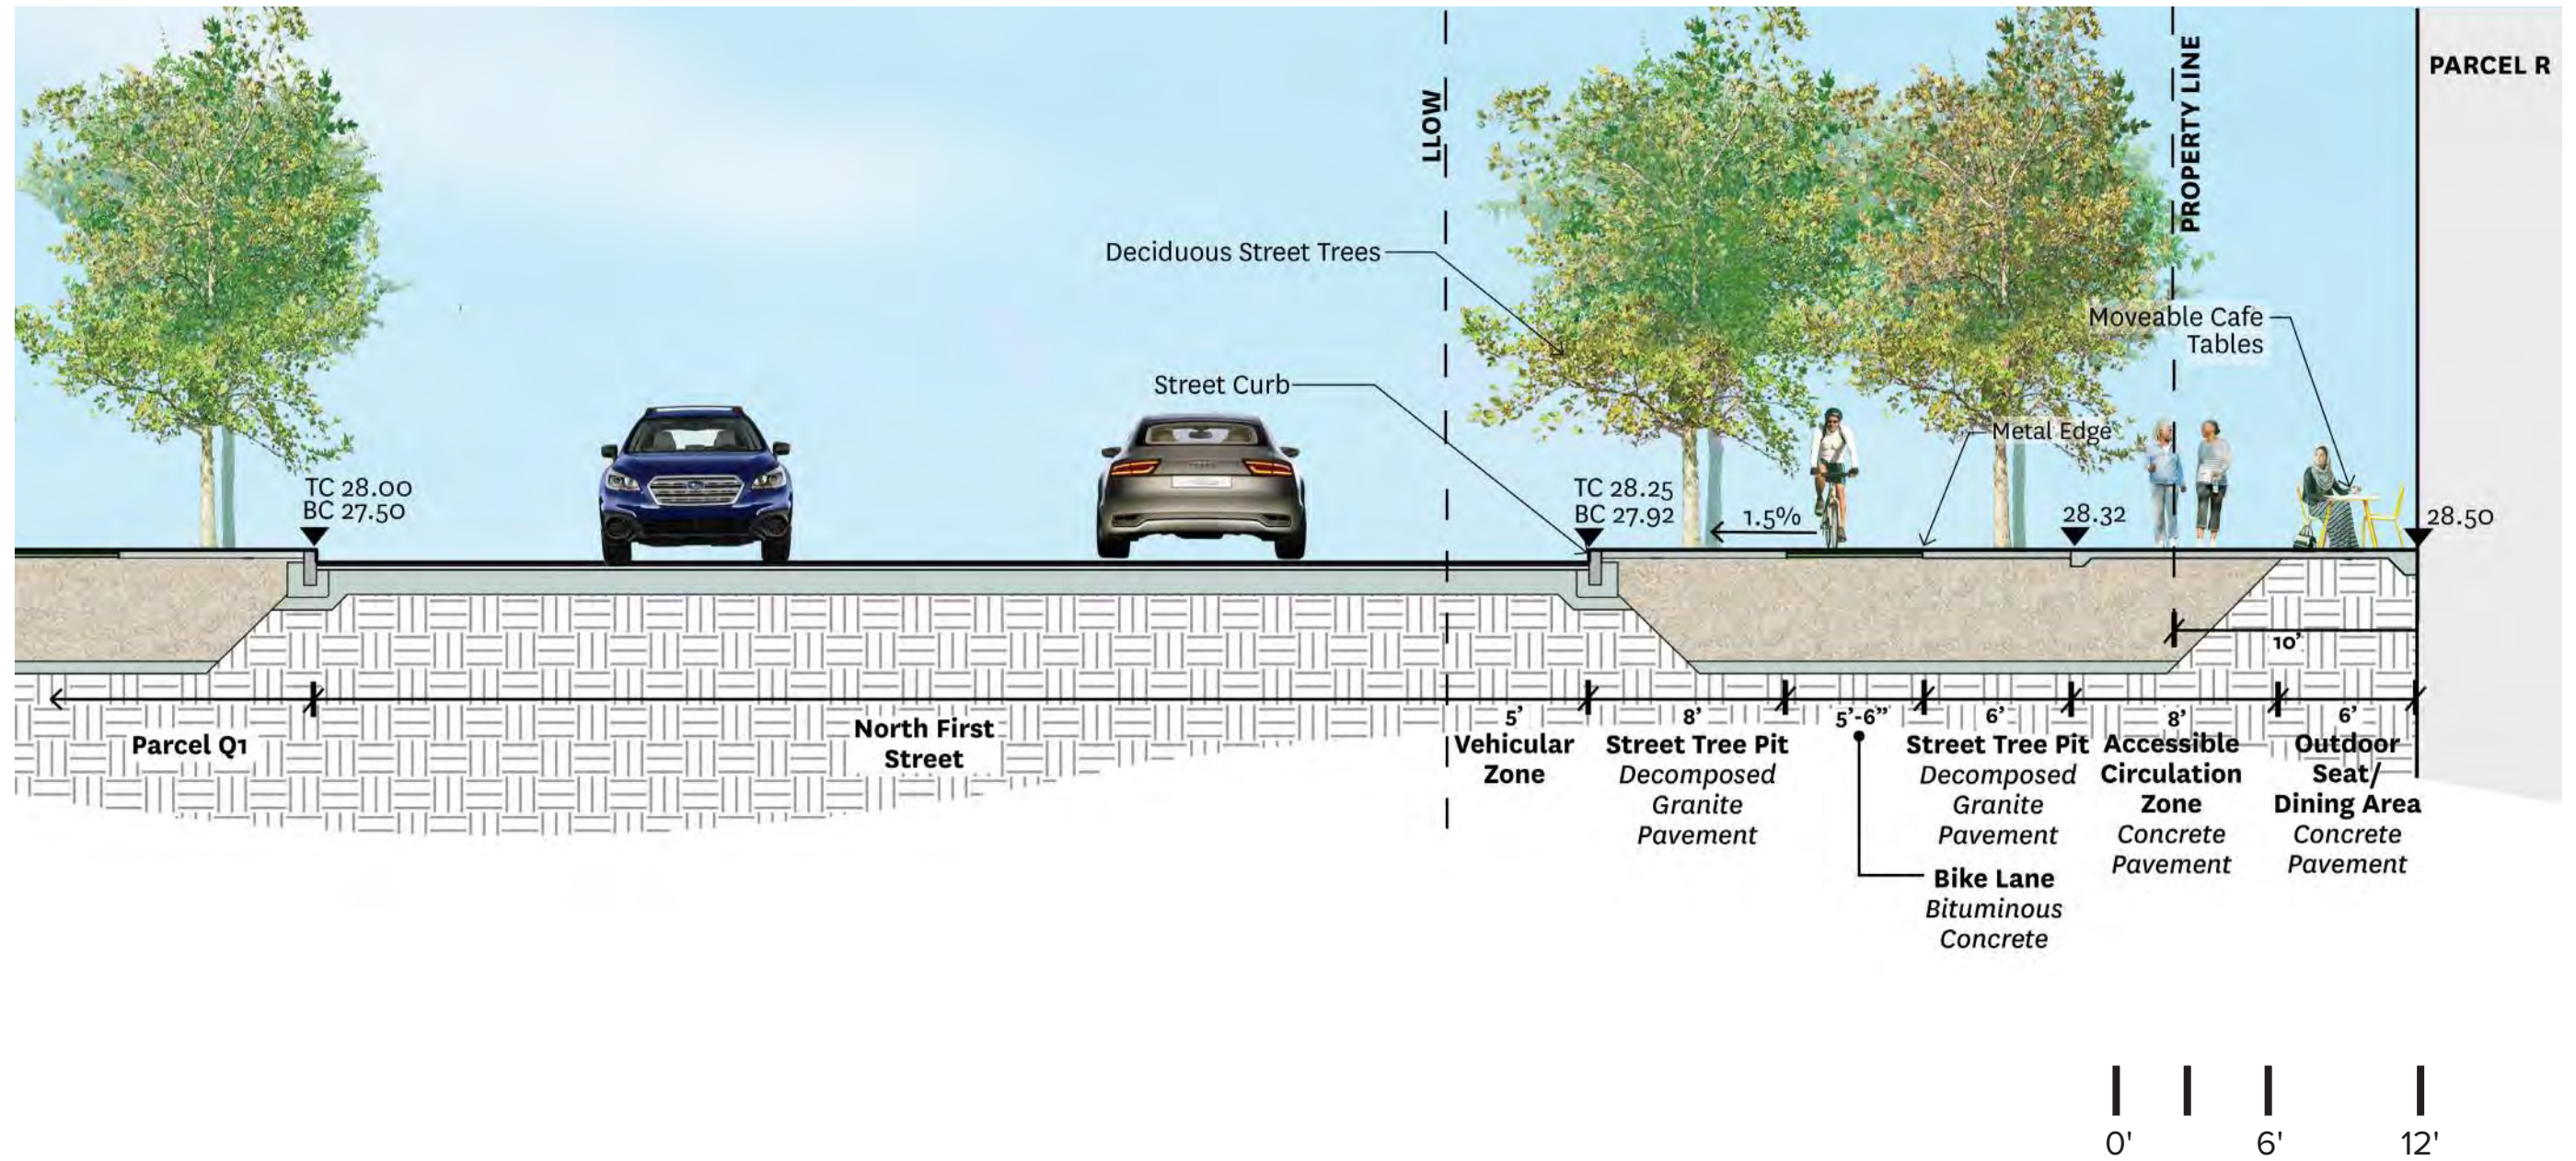 PARCEL R
PROPERTY LINE
LLOW
Deciduous Street Trees
Moveable Cafe
Tables
Street Curb
Metal Edge
TC 28.00
BC 27.50
TC 28.25
BC 27.92
1.5%
28.32
28.50
10'
5'
8'
5'-6"
6'
8'
6'
Parcel Q1
North First
Street
Vehicular
Zone
Street Tree Pit
Decomposed
Granite
Pavement
Bike Lane
Bituminous
Concrete
Street Tree Pit
Decomposed
Granite
Pavement
Accessible
Circulation
Zone
Concrete
Pavement
Outdoor
Seat/
Dining Area
Concrete
Pavement
0'
6'
12'